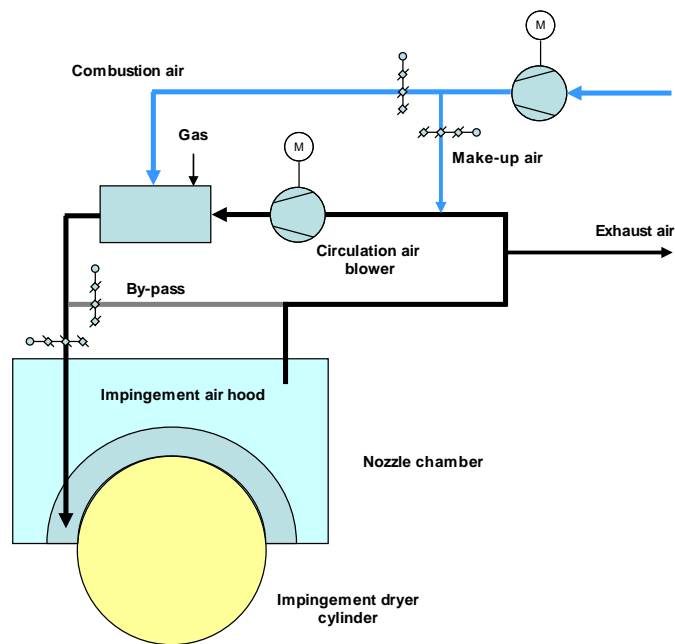 M
Combustion air
Gas
M
Make-up air
Exhaust air
Circulation air
blower
By-pass
Impingement air hood
Nozzle chamber
Impingement dryer
cylinder